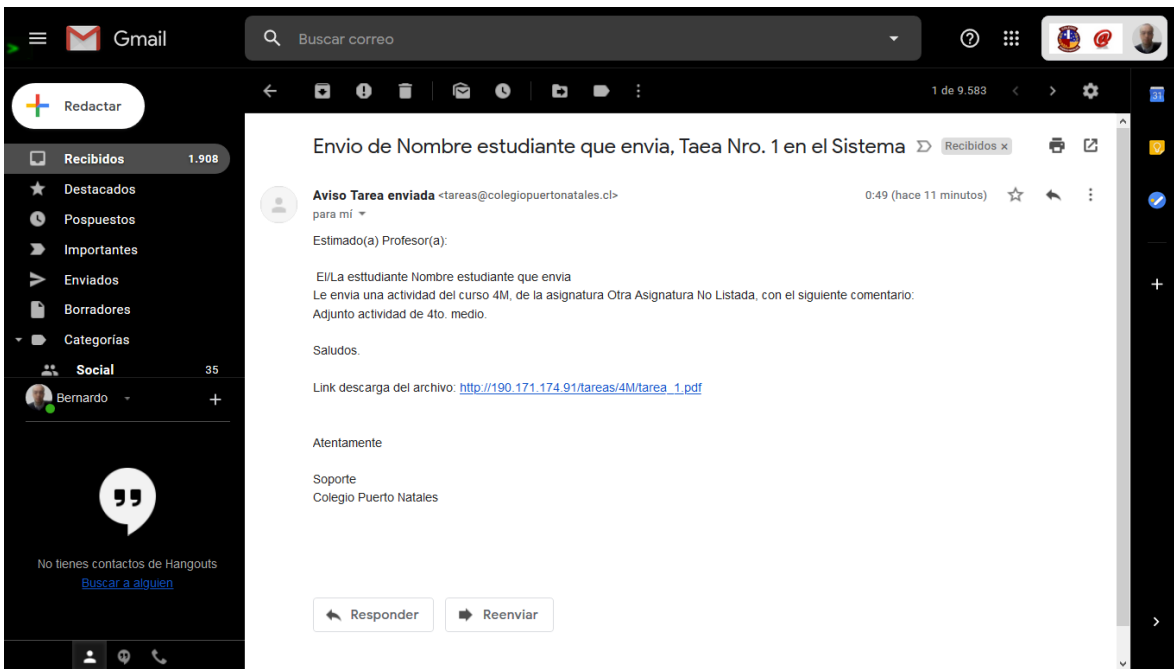 Gmail
Buscar correo
Redactar
1 de 9.583
31
Recibidos 1.908
Destacados
Pospuestos
Importantes
Enviados
Borradores
Categorías
Social 35
Bernardo
No tienes contactos de Hangouts
Buscar a alguien
Envio de Nombre estudiante que envia, Taea Nro. 1 en el Sistema Recibidos x
Aviso Tarea enviada <tareas@colegiopuertonatales.cl> 0:49 (hace 11 minutos)
para mí
Estimado(a) Profesor(a):
El/La esttudiante Nombre estudiante que envia
Le envia una actividad del curso 4M, de la asignatura Otra Asignatura No Listada, con el siguiente comentario:
Adjunto actividad de 4to. medio.
Saludos.
Link descarga del archivo: http://190.171.174.91/tareas/4M/tarea_1.pdf
Atentamente
Soporte
Colegio Puerto Natales
Responder
Reenviar